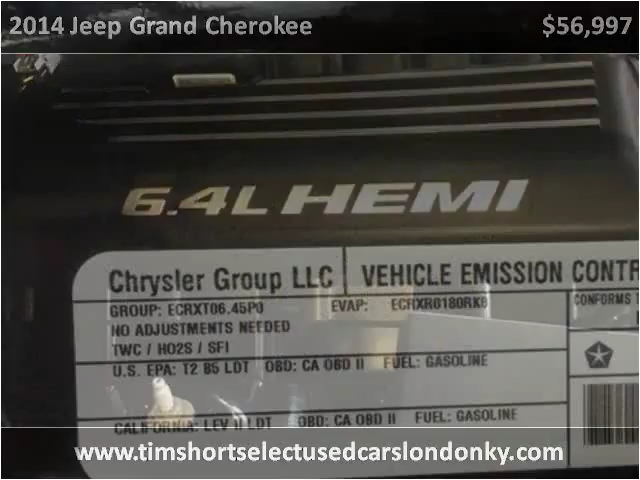 2014 Jeep Grand Cherokee $56,997
6.4L HEMI
Chrysler Group LLC VEHICLE EMISSION CONTR
GROUP: ECRXT06.45P0 EVAP: ECRXR0180RK0 CONFORMS T
NO ADJUSTMENTS NEEDED
TWC / HO2S / SFI
U.S. EPA: T2 B5 LDT OBD: CA OBD II FUEL: GASOLINE
CALIFORNIA: LEV II LDT OBD: CA OBD II FUEL: GASOLINE
www.timshortselectusedcarslondonky.com